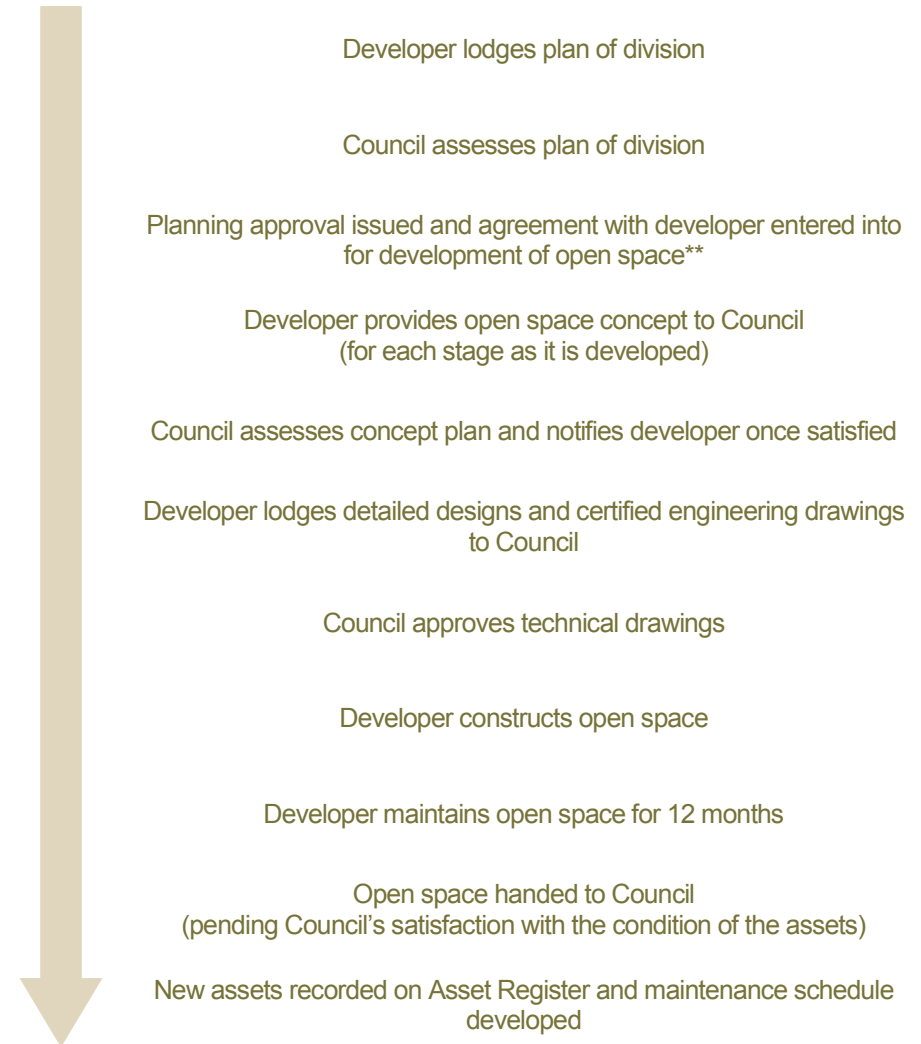 Developer lodges plan of division
Council assesses plan of division
Planning approval issued and agreement with developer entered into
for development of open space**
Developer provides open space concept to Council
(for each stage as it is developed)
Council assesses concept plan and notifies developer once satisfied
Developer lodges detailed designs and certified engineering drawings
to Council
Council approves technical drawings
Developer constructs open space
Developer maintains open space for 12 months
Open space handed to Council
(pending Council’s satisfaction with the condition of the assets)
New assets recorded on Asset Register and maintenance schedule
developed